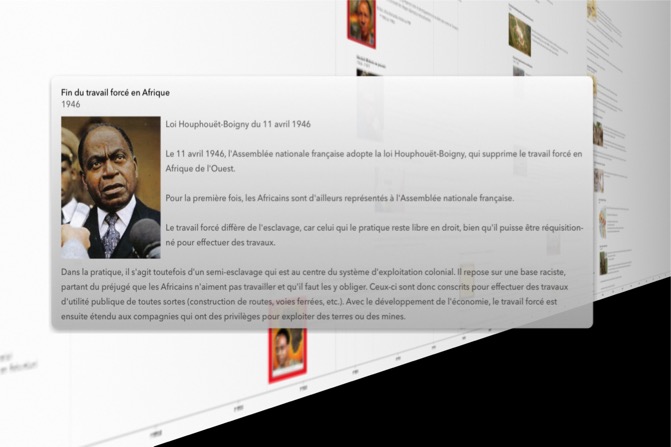 Fin du travail forcé en Afrique
1946
Loi Houphouêt-Boigny du 11 avril 1946
Le 11 avril 1946, l'Assemblée nationale française adopte la loi Houphouêt-Boigny, qui supprime le travail forcé en
Afrique de l'Ouest.
Pour la première fois, les Africains sont d'ailleurs représentés à l'Assemblée nationale française.
Le travail forcé diffère de l'esclavage, car celui qui le pratique reste libre en droit, bien qu'il puisse être réquisition-
né pour effectuer des travaux.
Dans la pratique, il s'agit toutefois d'un semi-esclavage qui est au centre du système d'exploitation colonial. Il repose sur une base raciste,
partant du préjugé que les Africains n'aiment pas travailler et qu'il faut les y obliger. Ceux-ci sont donc conscrits pour effectuer des travaux
d'utilité publique de toutes sortes (construction de routes, voies ferrées, etc.). Avec le développement de l'économie, le travail forcé est
ensuite étendu aux compagnies qui ont des privilèges pour exploiter des terres ou des mines.